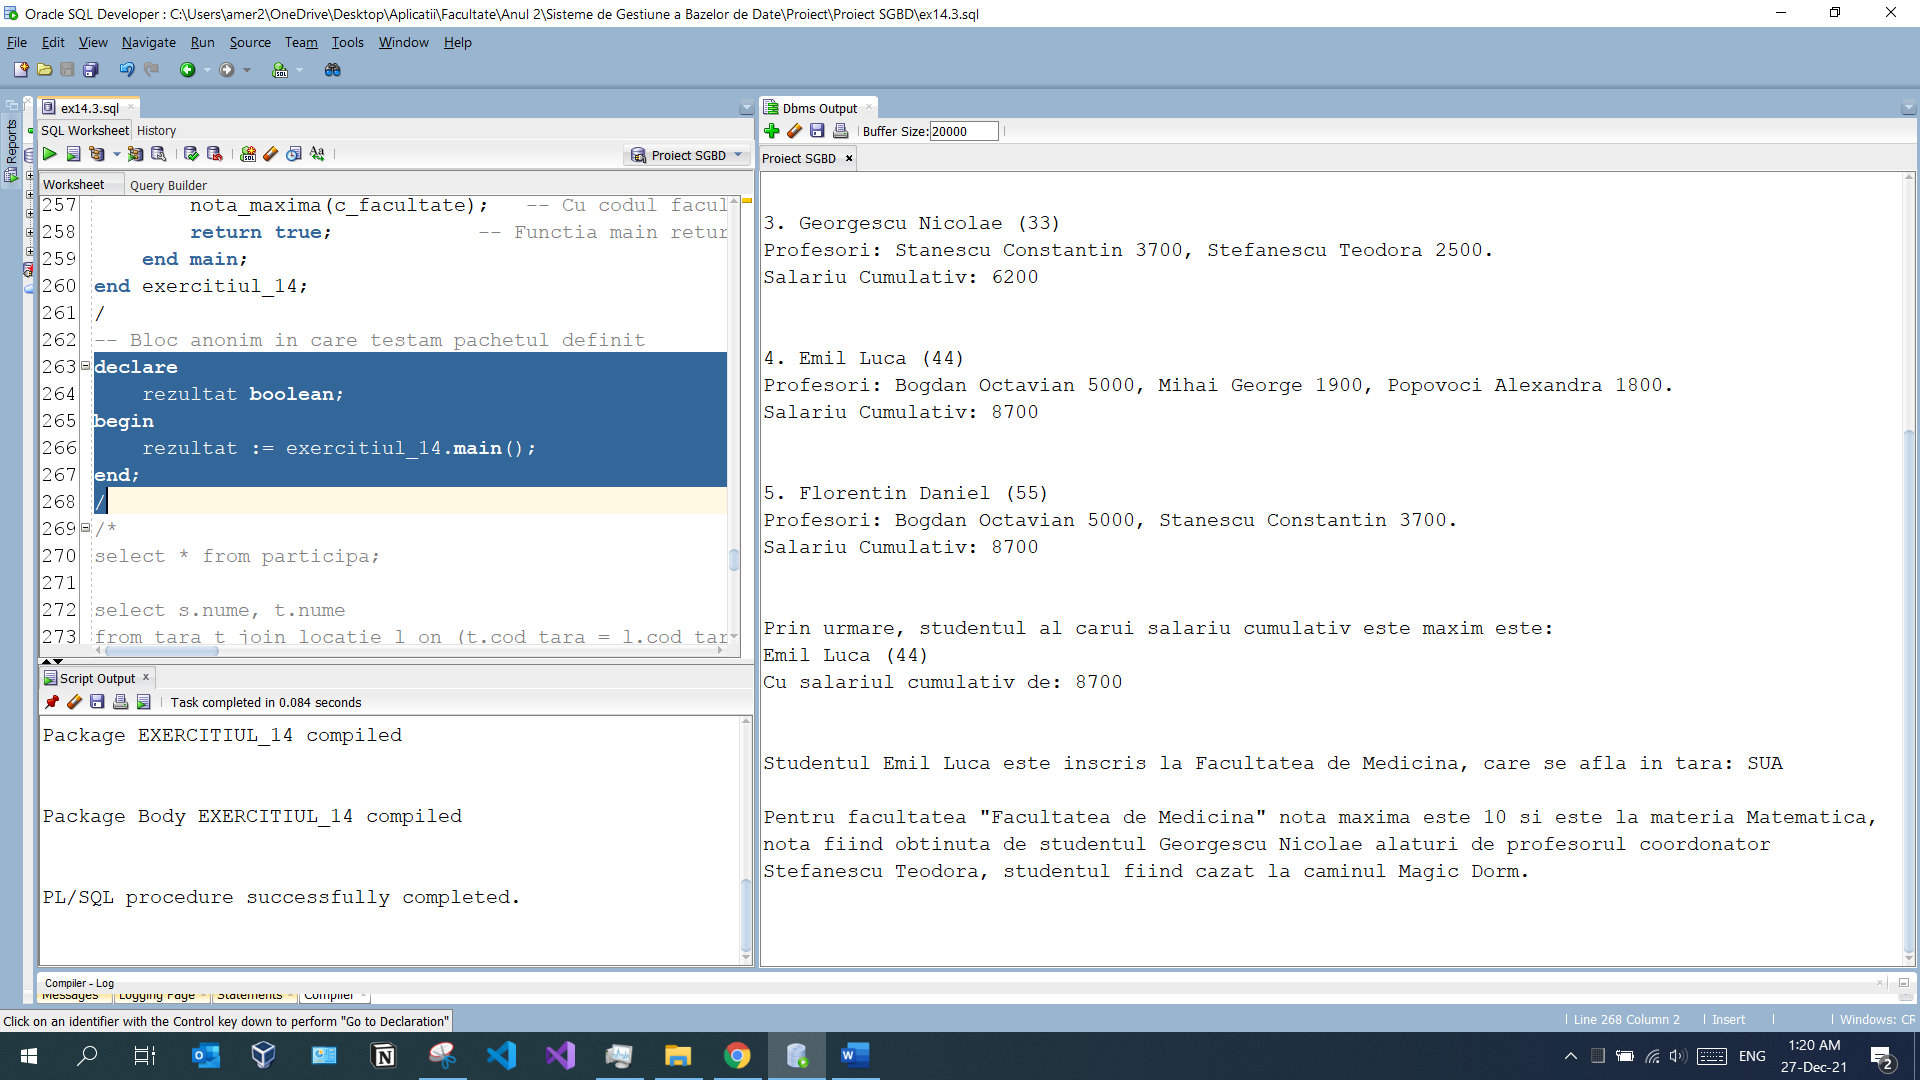 Oracle SQL Developer : C:\Users\amer2\OneDrive\Desktop\Aplicatii\Facultate\Anul 2\Sisteme de Gestiune a Bazelor de Date\Proiect\Proiect SGBD\ex14.3.sql
File Edit View Navigate Run Source Team Tools Window Help
Reports
ex14.3.sql
SQL Worksheet History
Proiect SGBD
Worksheet Query Builder
257 nota_maxima(c_facultate); -- Cu codul facul
258 return true; -- Functia main retur
259 end main;
260 end exercitiul_14;
261 /
262 -- Bloc anonim in care testam pachetul definit
263 declare
264 rezultat boolean;
265 begin
266 rezultat := exercitiul_14.main();
267 end;
268 /
269 /*
270 select * from participa;
271
272 select s.nume, t.nume
273 from tara t join locatie l on (t.cod_tara = l.cod_tar
Script Output
Task completed in 0.084 seconds
Package EXERCITIUL_14 compiled
Package Body EXERCITIUL_14 compiled
PL/SQL procedure successfully completed.
Dbms Output
Buffer Size: 20000
Proiect SGBD
3. Georgescu Nicolae (33)
Profesori: Stanescu Constantin 3700, Stefanescu Teodora 2500.
Salariu Cumulativ: 6200
4. Emil Luca (44)
Profesori: Bogdan Octavian 5000, Mihai George 1900, Popovoci Alexandra 1800.
Salariu Cumulativ: 8700
5. Florentin Daniel (55)
Profesori: Bogdan Octavian 5000, Stanescu Constantin 3700.
Salariu Cumulativ: 8700
Prin urmare, studentul al carui salariu cumulativ este maxim este:
Emil Luca (44)
Cu salariul cumulativ de: 8700
Studentul Emil Luca este inscris la Facultatea de Medicina, care se afla in tara: SUA
Pentru facultatea "Facultatea de Medicina" nota maxima este 10 si este la materia Matematica,
nota fiind obtinuta de studentul Georgescu Nicolae alaturi de profesorul coordonator
Stefanescu Teodora, studentul fiind cazat la caminul Magic Dorm.
Compiler - Log
Messages Logging Page Statements Compiler
Click on an identifier with the Control key down to perform "Go to Declaration"
Line 268 Column 2 Insert Windows: CR
ENG
1:20 AM
27-Dec-21
2